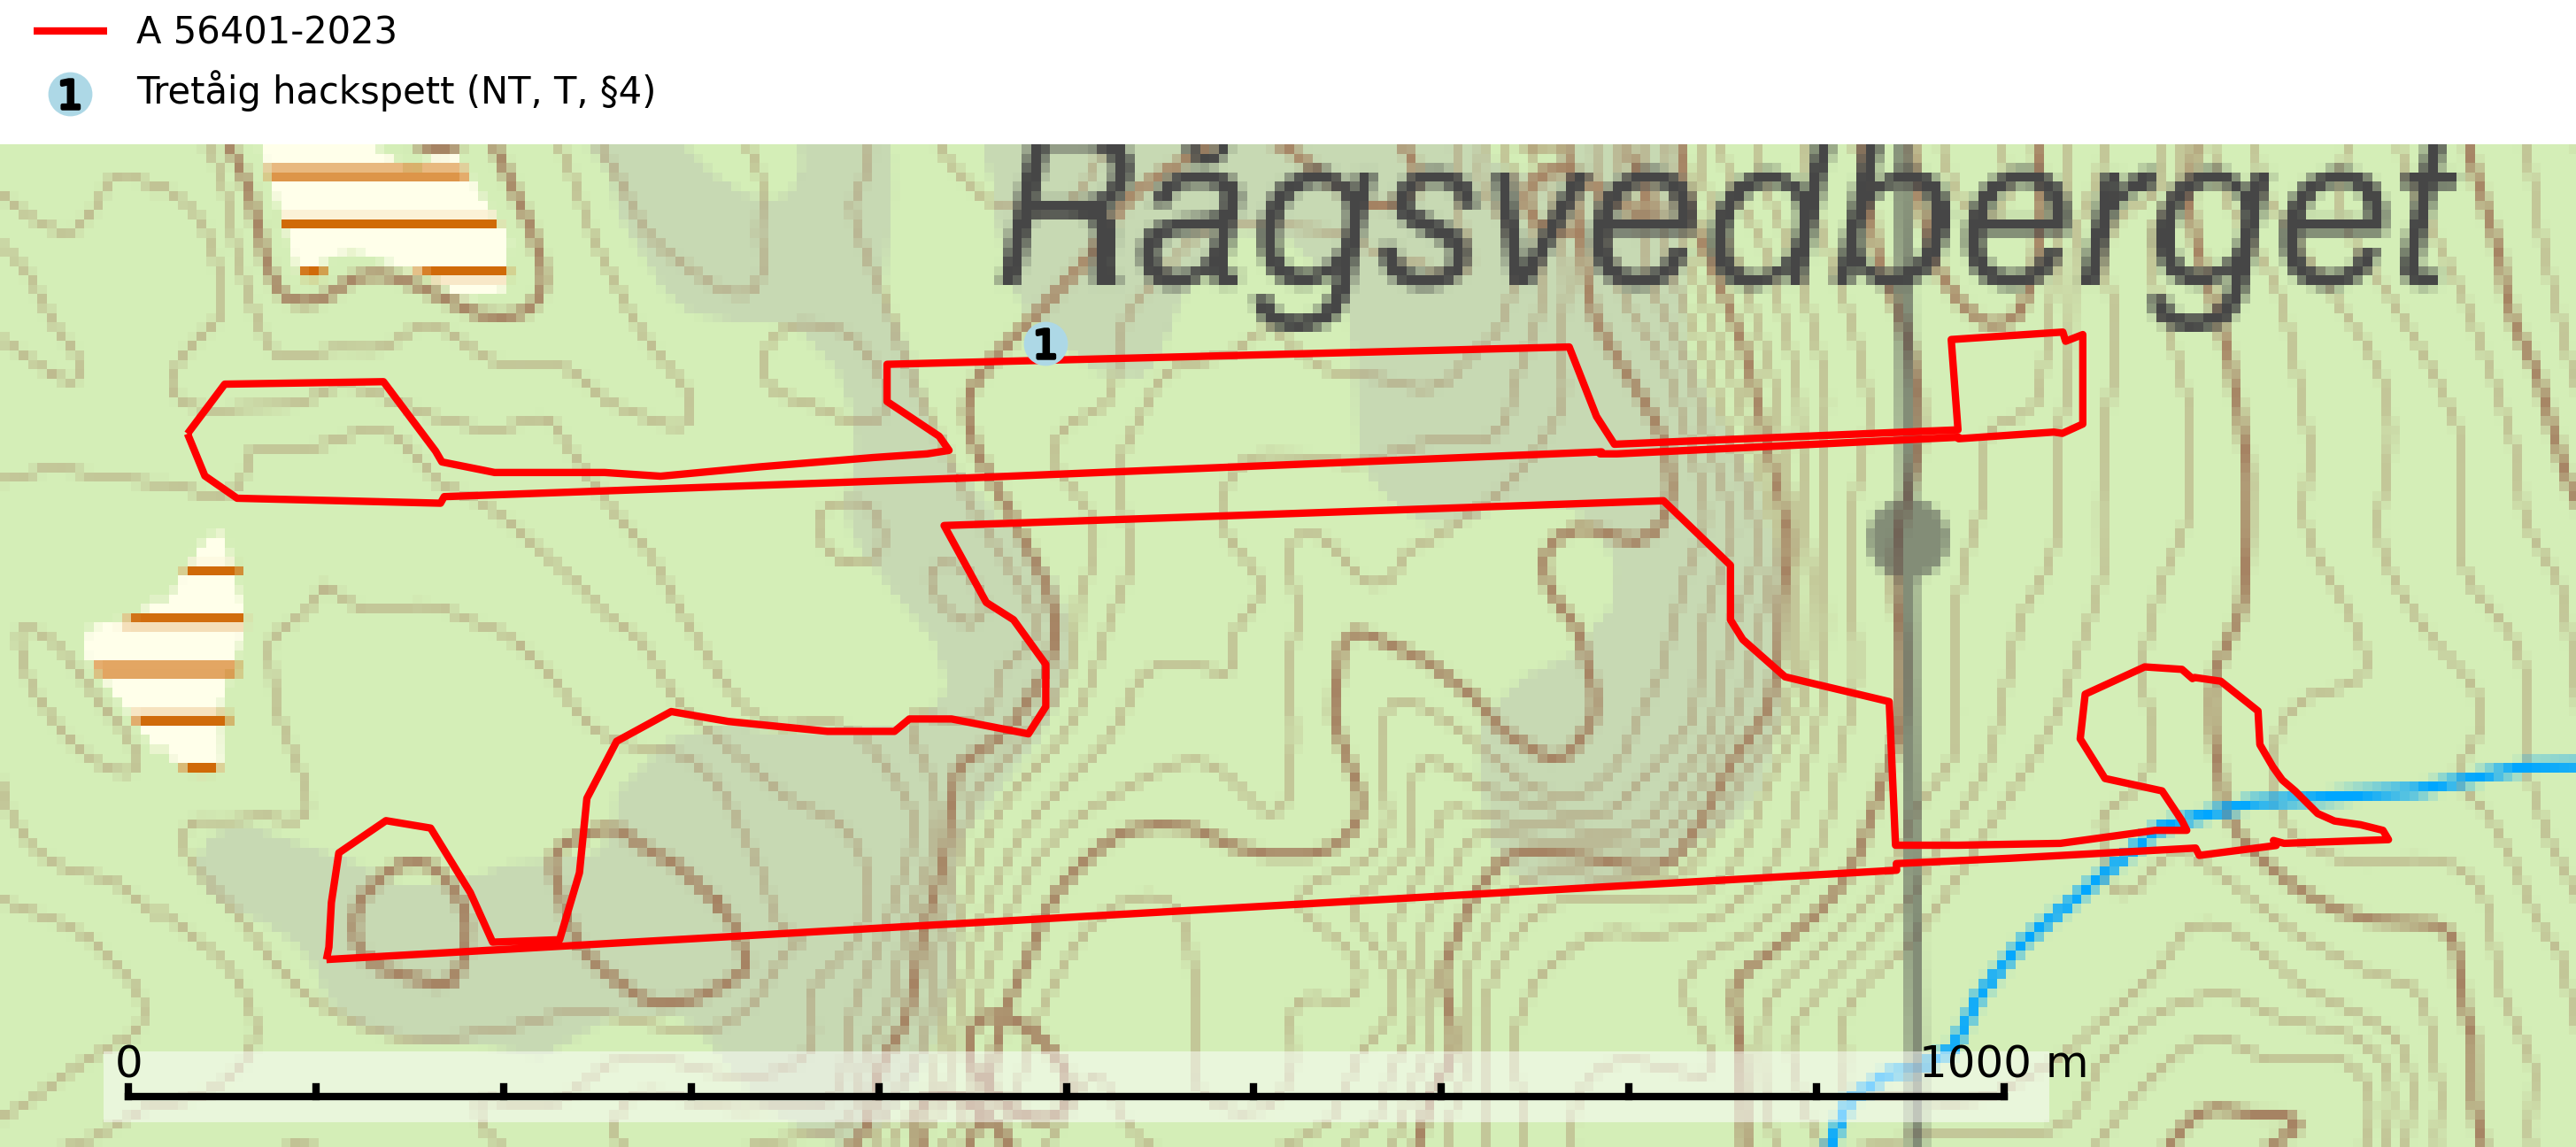 A 56401-2023
1 Tretåig hackspett (NT, T, §4)
Rågsvedberget
1
0 1000 m